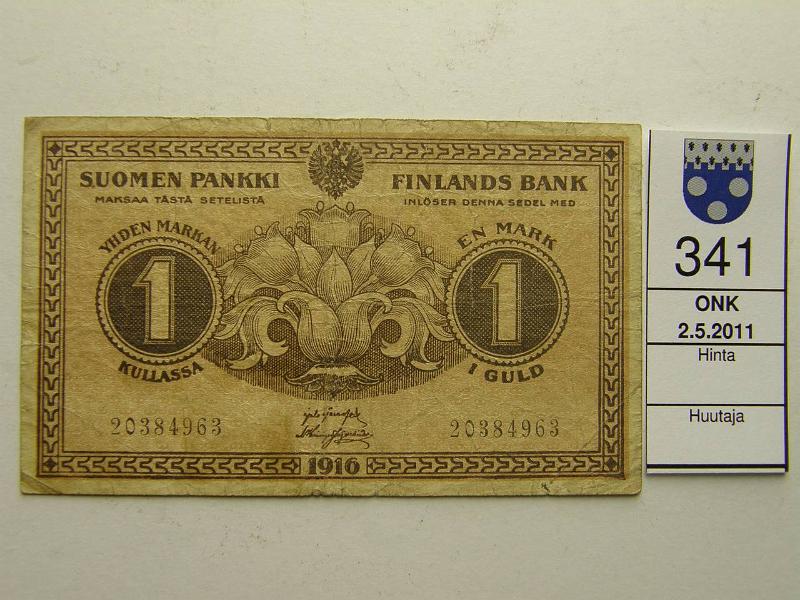 SUOMEN PANKKI
MAKSAA TÄSTÄ SETELISTÄ
FINLANDS BANK
INLÖSER DENNA SEDEL MED
YHDEN MARKAN
1
KULLASSA
EN MARK
1
I GULD
20384963
20384963
1916
341
ONK
2.5.2011
Hinta
Huutaja